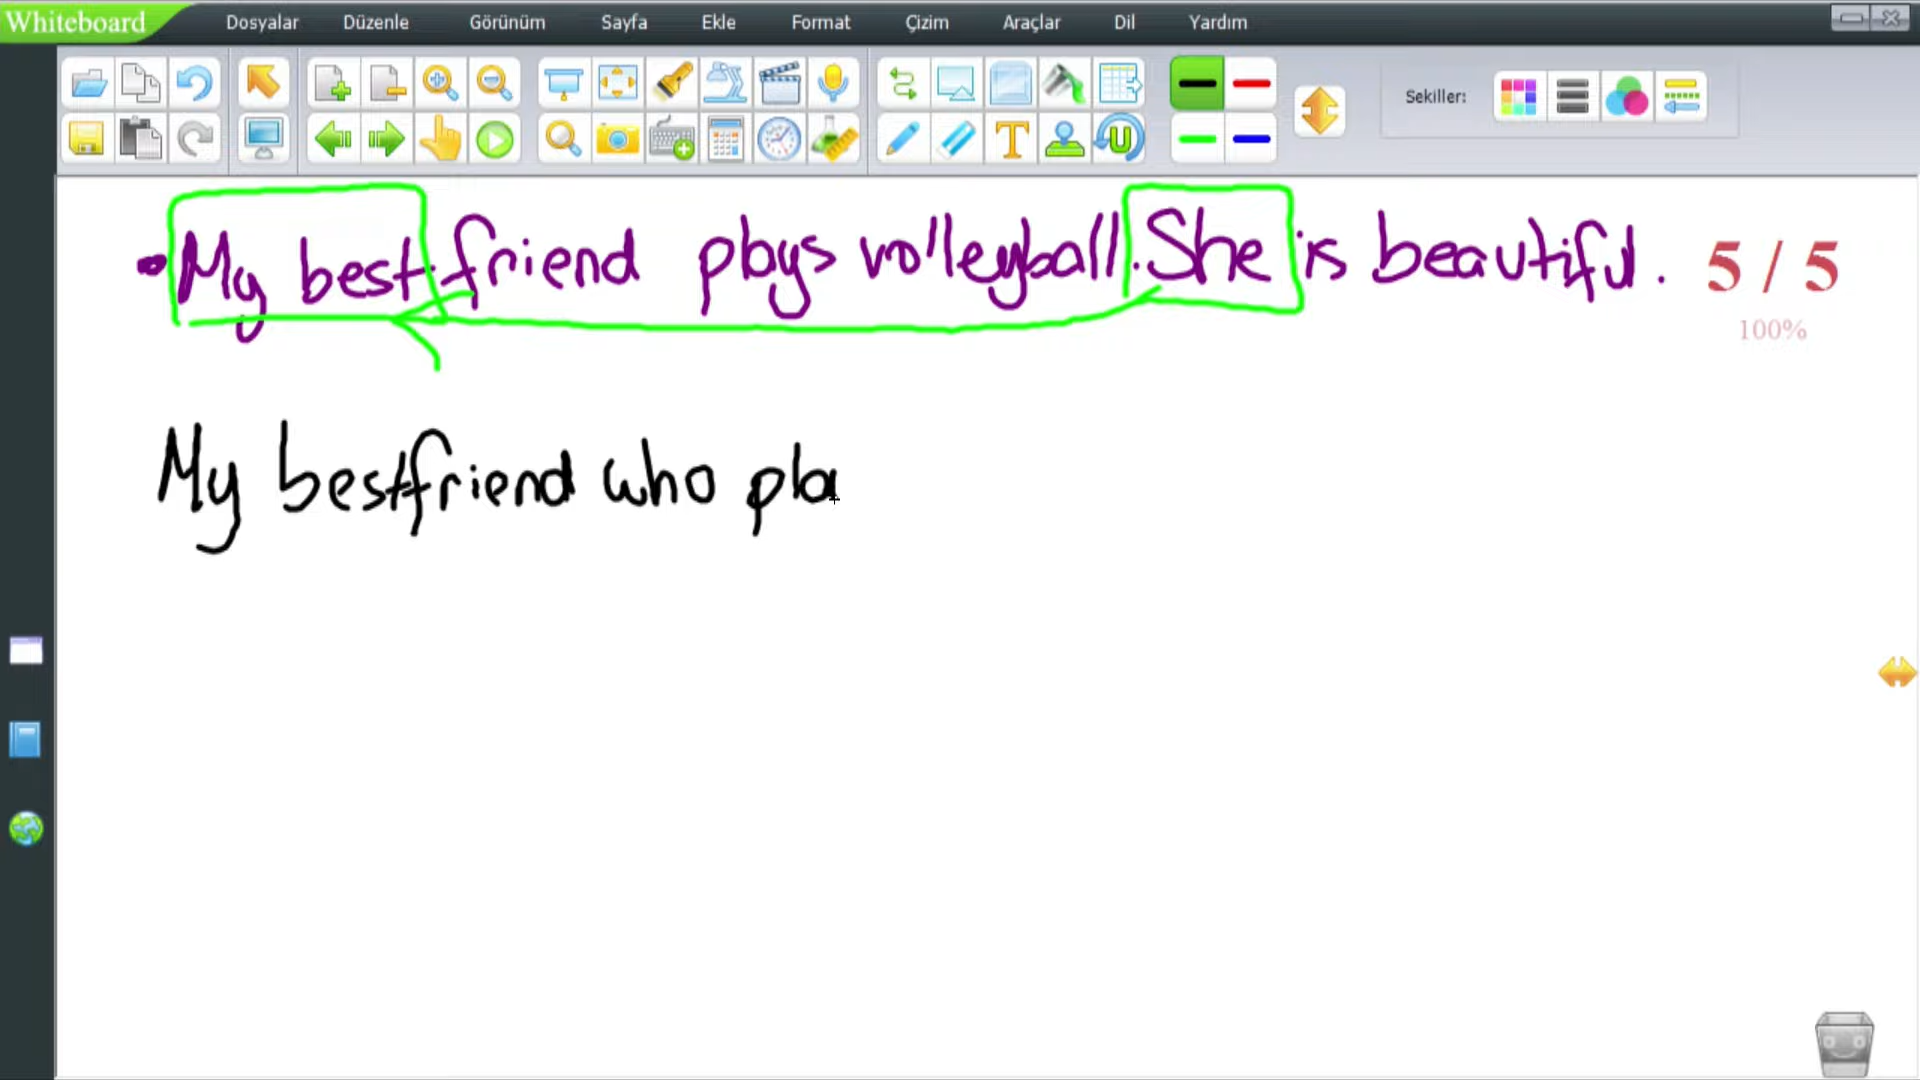 Whiteboard Dosyalar Düzenle Görünüm Sayfa Ekle Format Çizim Araçlar Dil Yardım
Sekiller:
My best friend plays volleyball. She is beautiful. 5 / 5
100%
My bestfriend who pla